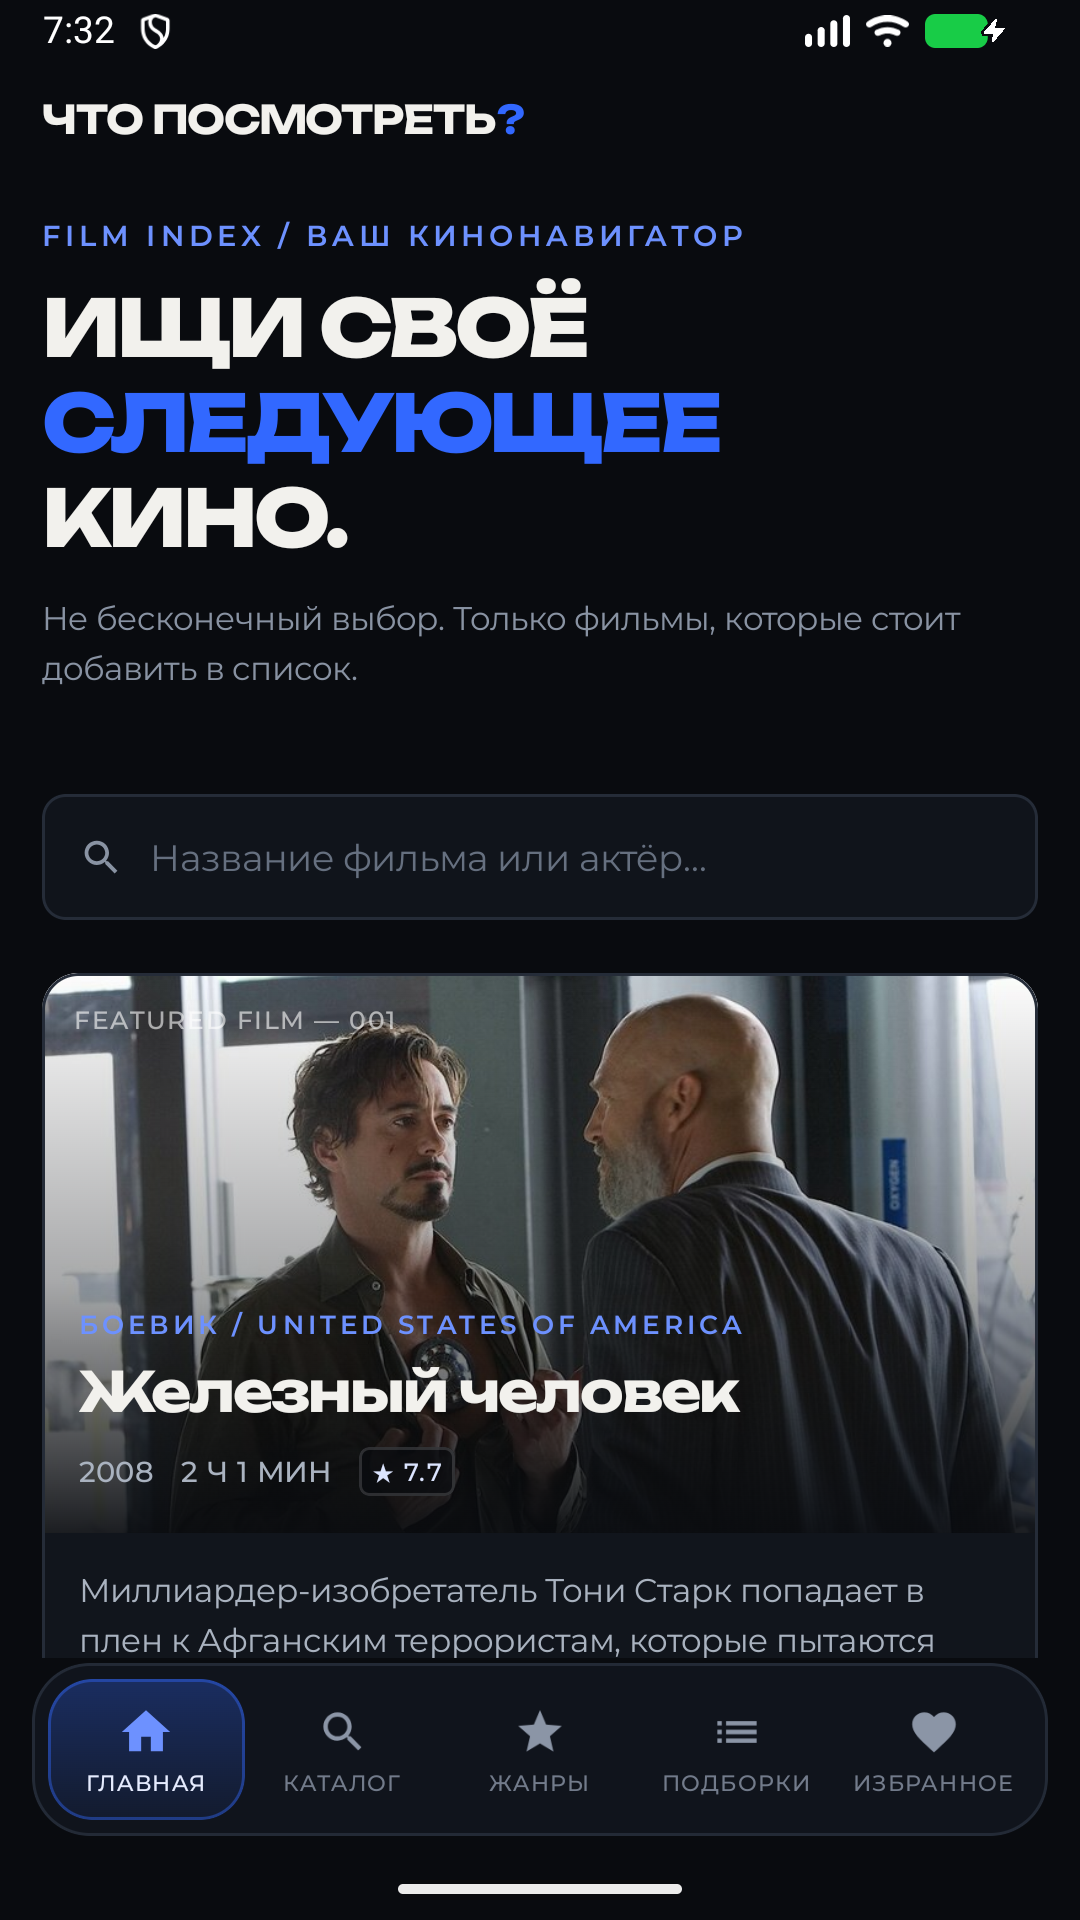 7:32
ЧТО ПОСМОТРЕТЬ?
FILM INDEX / ВАШ КИНОНАВИГАТОР
ИЩИ СВОЁ
СЛЕДУЮЩЕЕ
КИНО.
Не бесконечный выбор. Только фильмы, которые стоит
добавить в список.
Название фильма или актёр...
FEATURED FILM — 001
OXYGEN
БОЕВИК / UNITED STATES OF AMERICA
Железный человек
2008 2 Ч 1 МИН ★ 7.7
Миллиардер-изобретатель Тони Старк попадает в
плен к Афганским террористам, которые пытаются
ГЛАВНАЯ КАТАЛОГ ЖАНРЫ ПОДБОРКИ ИЗБРАННОЕ